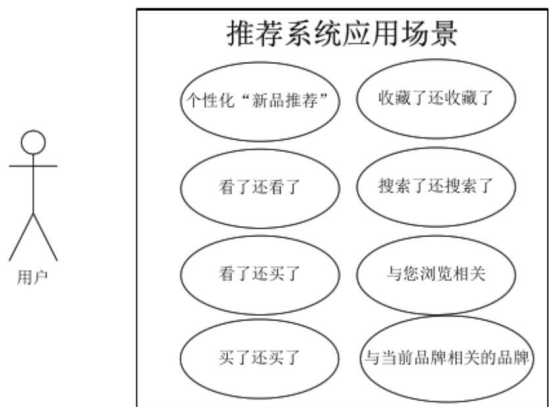 推荐系统应用场景
个性化“新品推荐”
收藏了还收藏了
看了还看了
搜索了还搜索了
看了还买了
与您浏览相关
买了还买了
与当前品牌相关的品牌
用户